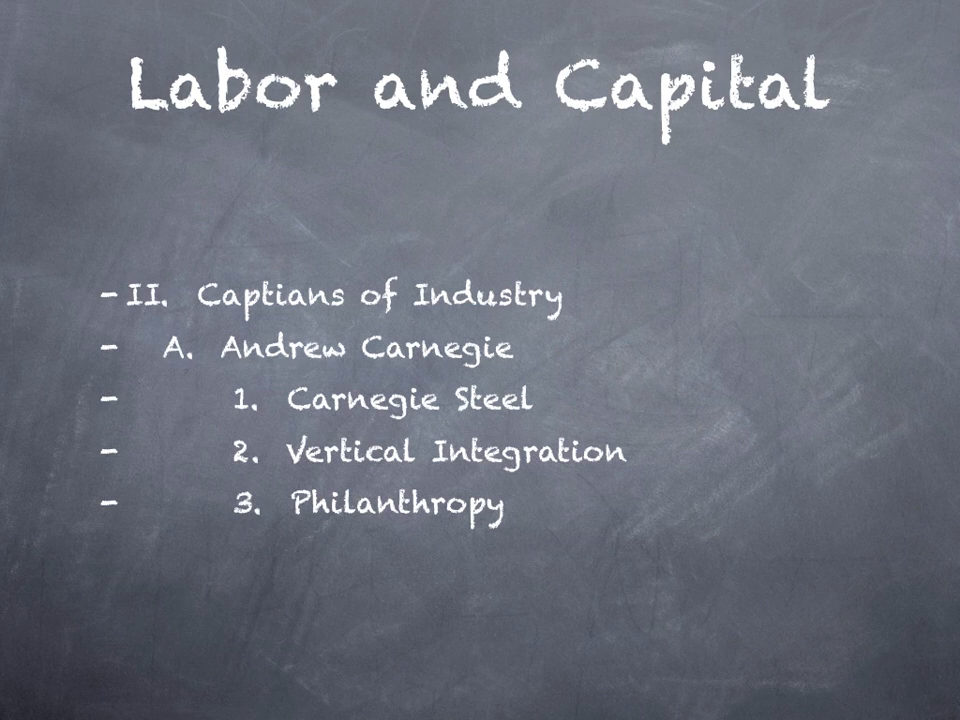 Labor and Capital
- II. Captians of Industry
- A. Andrew Carnegie
- 1. Carnegie Steel
- 2. Vertical Integration
- 3. Philanthropy